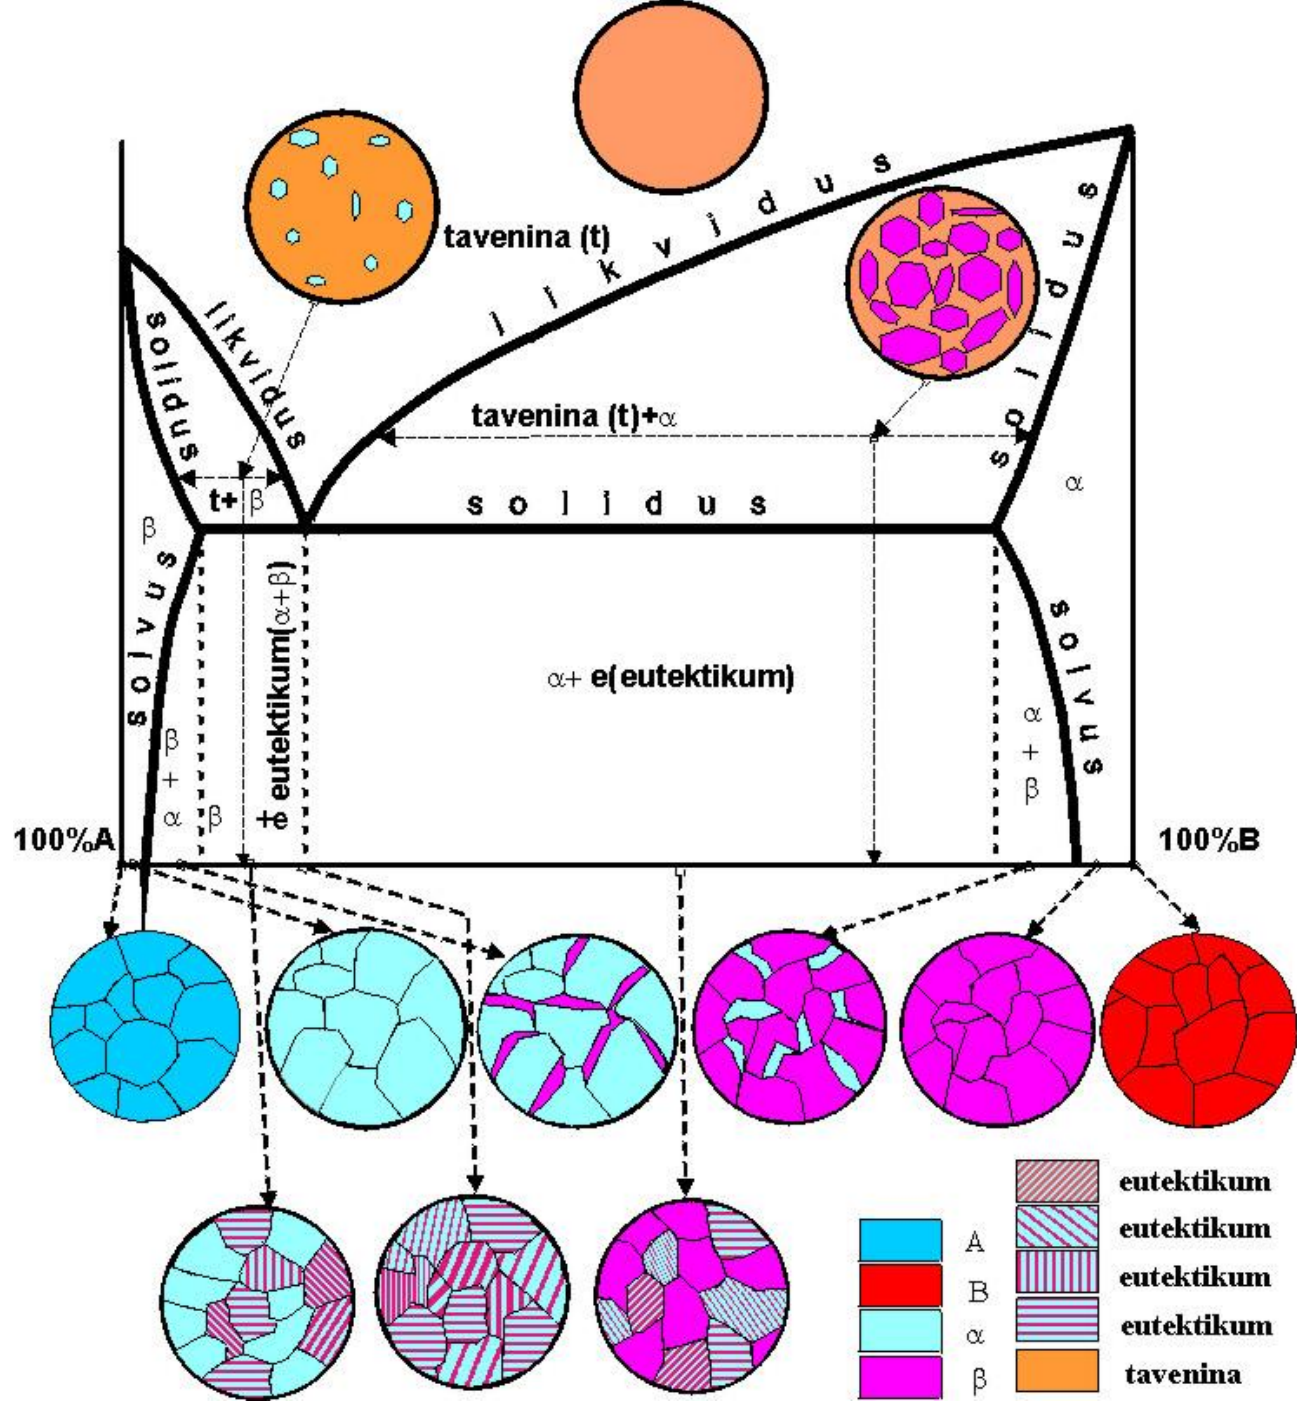 tavenina (t)
likvidus
solidus
likvidus
solidus
tavenina (t)+α
t+ β
solidus
α
β
solvus
eutektikum(α+β)
α+ e(eutektikum)
solvus
β
+
α
β
α
+
β
100%A
100%B
A
B
α
β
eutektikum
eutektikum
eutektikum
eutektikum
tavenina